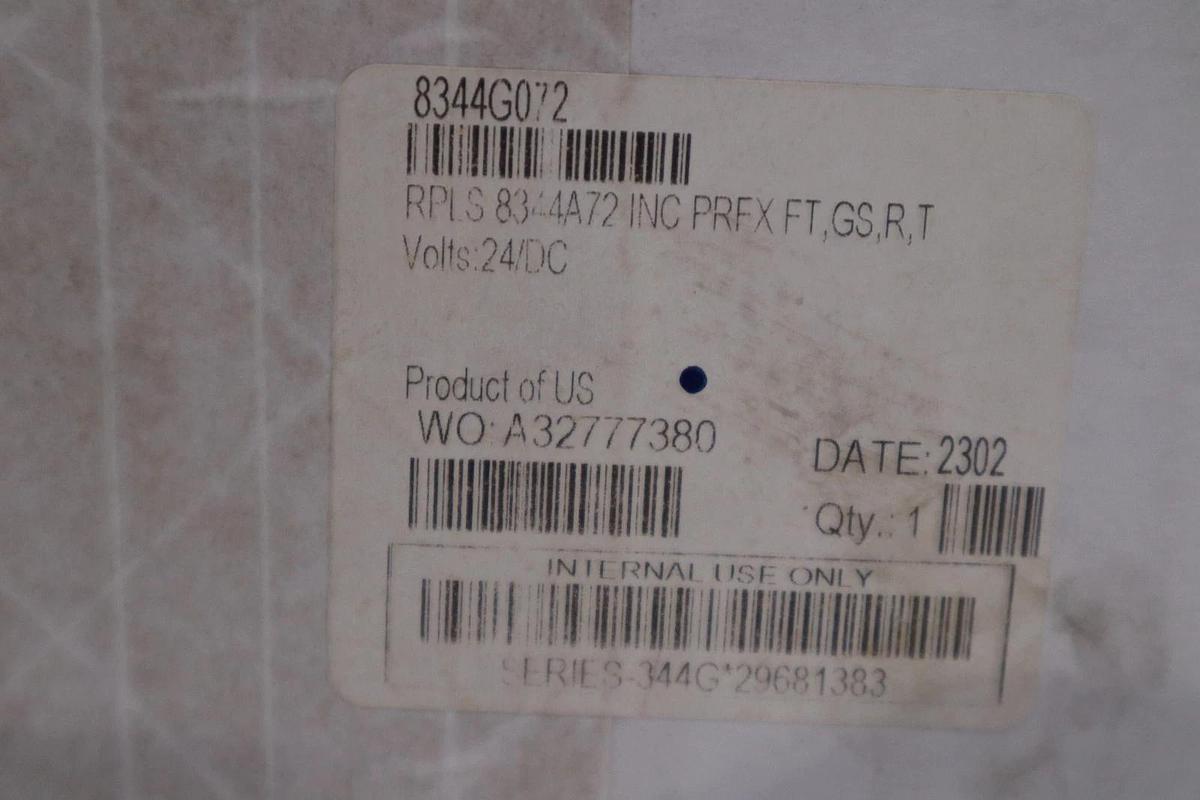 8344G072
RPLS 8344A72 INC PRFX FT,GS,R,T
Volts:24/DC
Product of US
WO: A32777380
DATE: 2302
Qty.: 1
INTERNAL USE ONLY
SERIES-344G*29681383